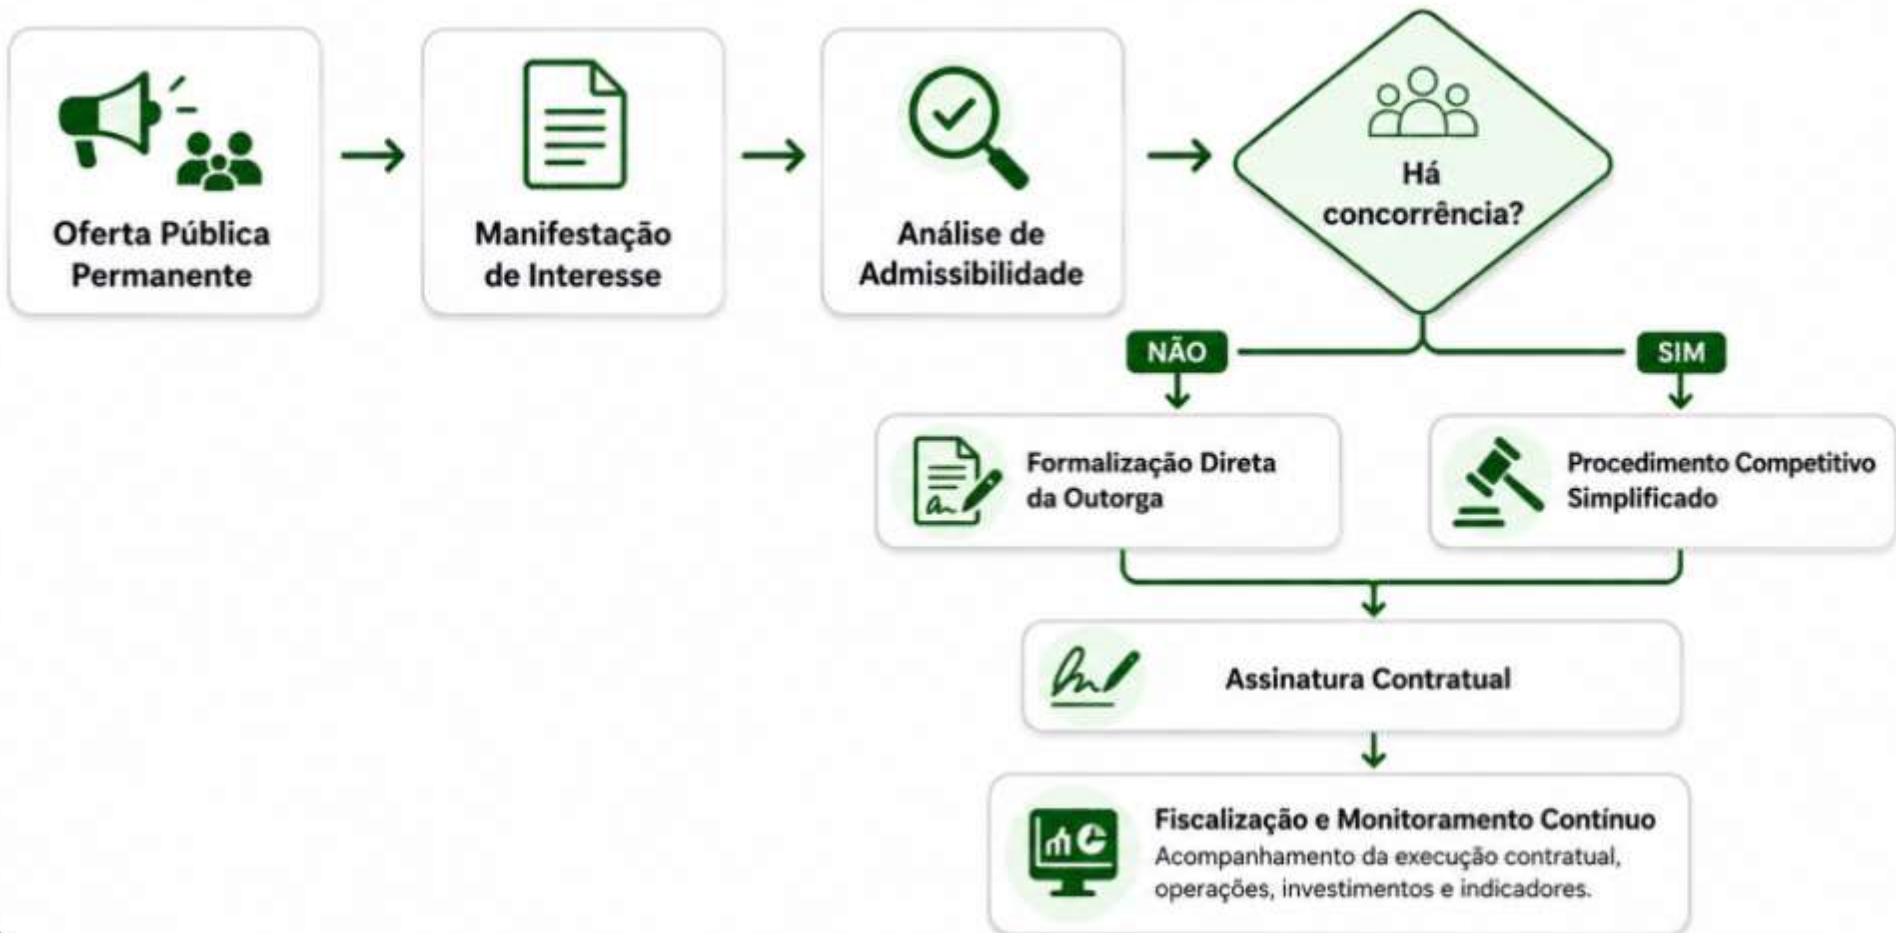 Oferta Pública
Permanente
Manifestação
de Interesse
Análise de
Admissibilidade
Há
concorrência?
NÃO
SIM
Formalização Direta
da Outorga
Procedimento Competitivo
Simplificado
Assinatura Contratual
Fiscalização e Monitoramento Contínuo
Acompanhamento da execução contratual,
operações, investimentos e indicadores.